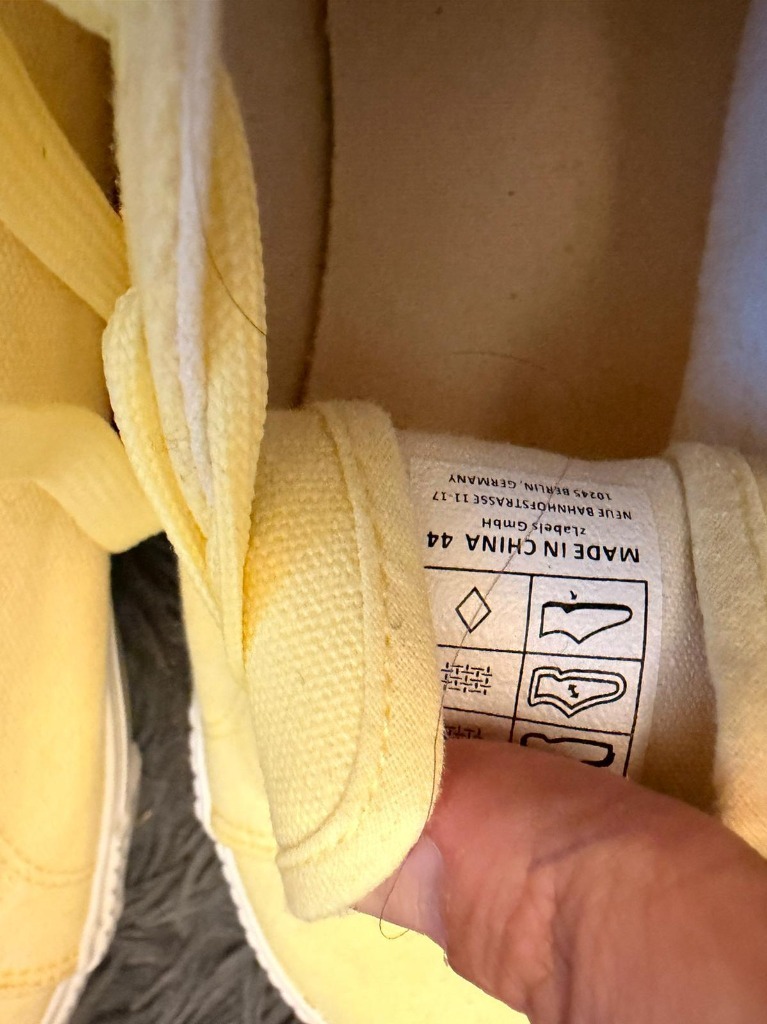 MADE IN CHINA 44
zLabels GmbH
NEUE BAHNHOFSTRASSE 11-17
10245 BERLIN, GERMANY